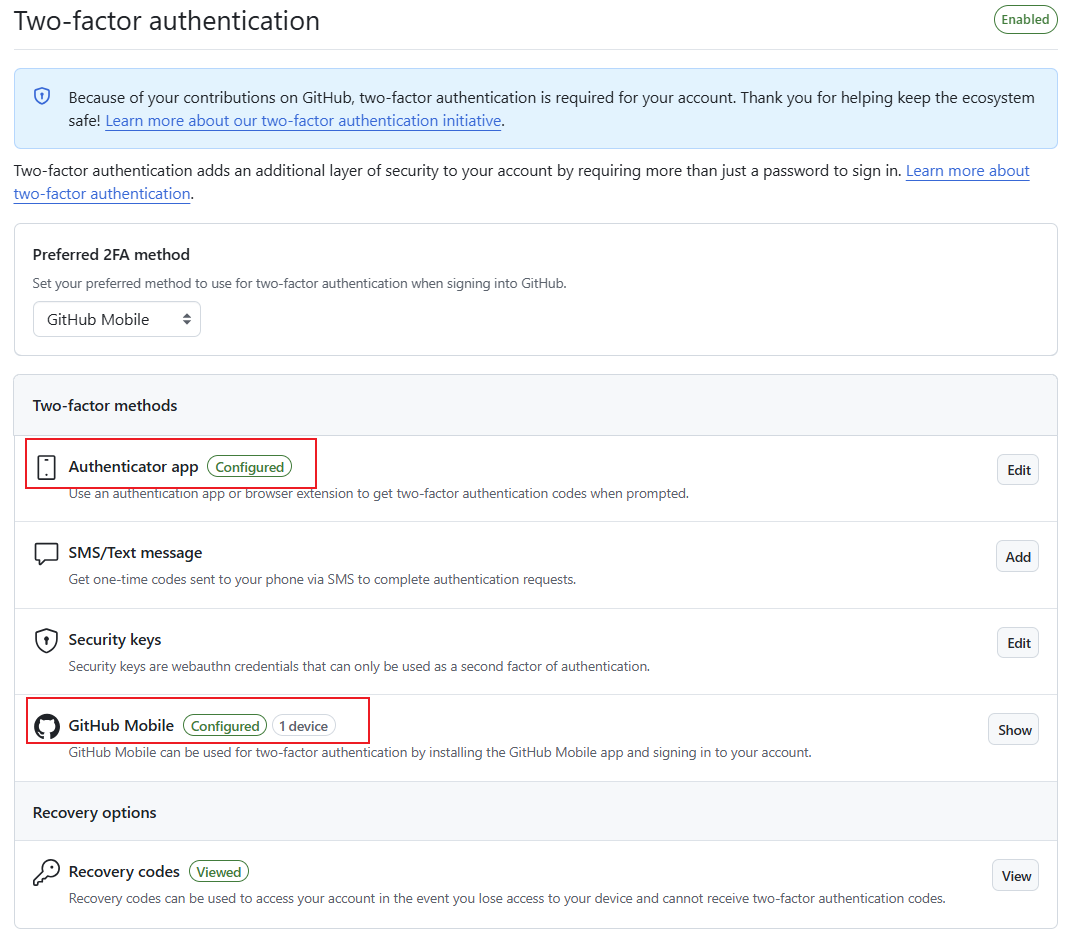 Two-factor authentication
Enabled
Because of your contributions on GitHub, two-factor authentication is required for your account. Thank you for helping keep the ecosystem
safe! Learn more about our two-factor authentication initiative.
Two-factor authentication adds an additional layer of security to your account by requiring more than just a password to sign in. Learn more about
two-factor authentication.
Preferred 2FA method
Set your preferred method to use for two-factor authentication when signing into GitHub.
GitHub Mobile
Two-factor methods
Authenticator app Configured
Use an authentication app or browser extension to get two-factor authentication codes when prompted.
Edit
SMS/Text message
Get one-time codes sent to your phone via SMS to complete authentication requests.
Add
Security keys
Security keys are webauthn credentials that can only be used as a second factor of authentication.
Edit
GitHub Mobile Configured 1 device
GitHub Mobile can be used for two-factor authentication by installing the GitHub Mobile app and signing in to your account.
Show
Recovery options
Recovery codes Viewed
Recovery codes can be used to access your account in the event you lose access to your device and cannot receive two-factor authentication codes.
View